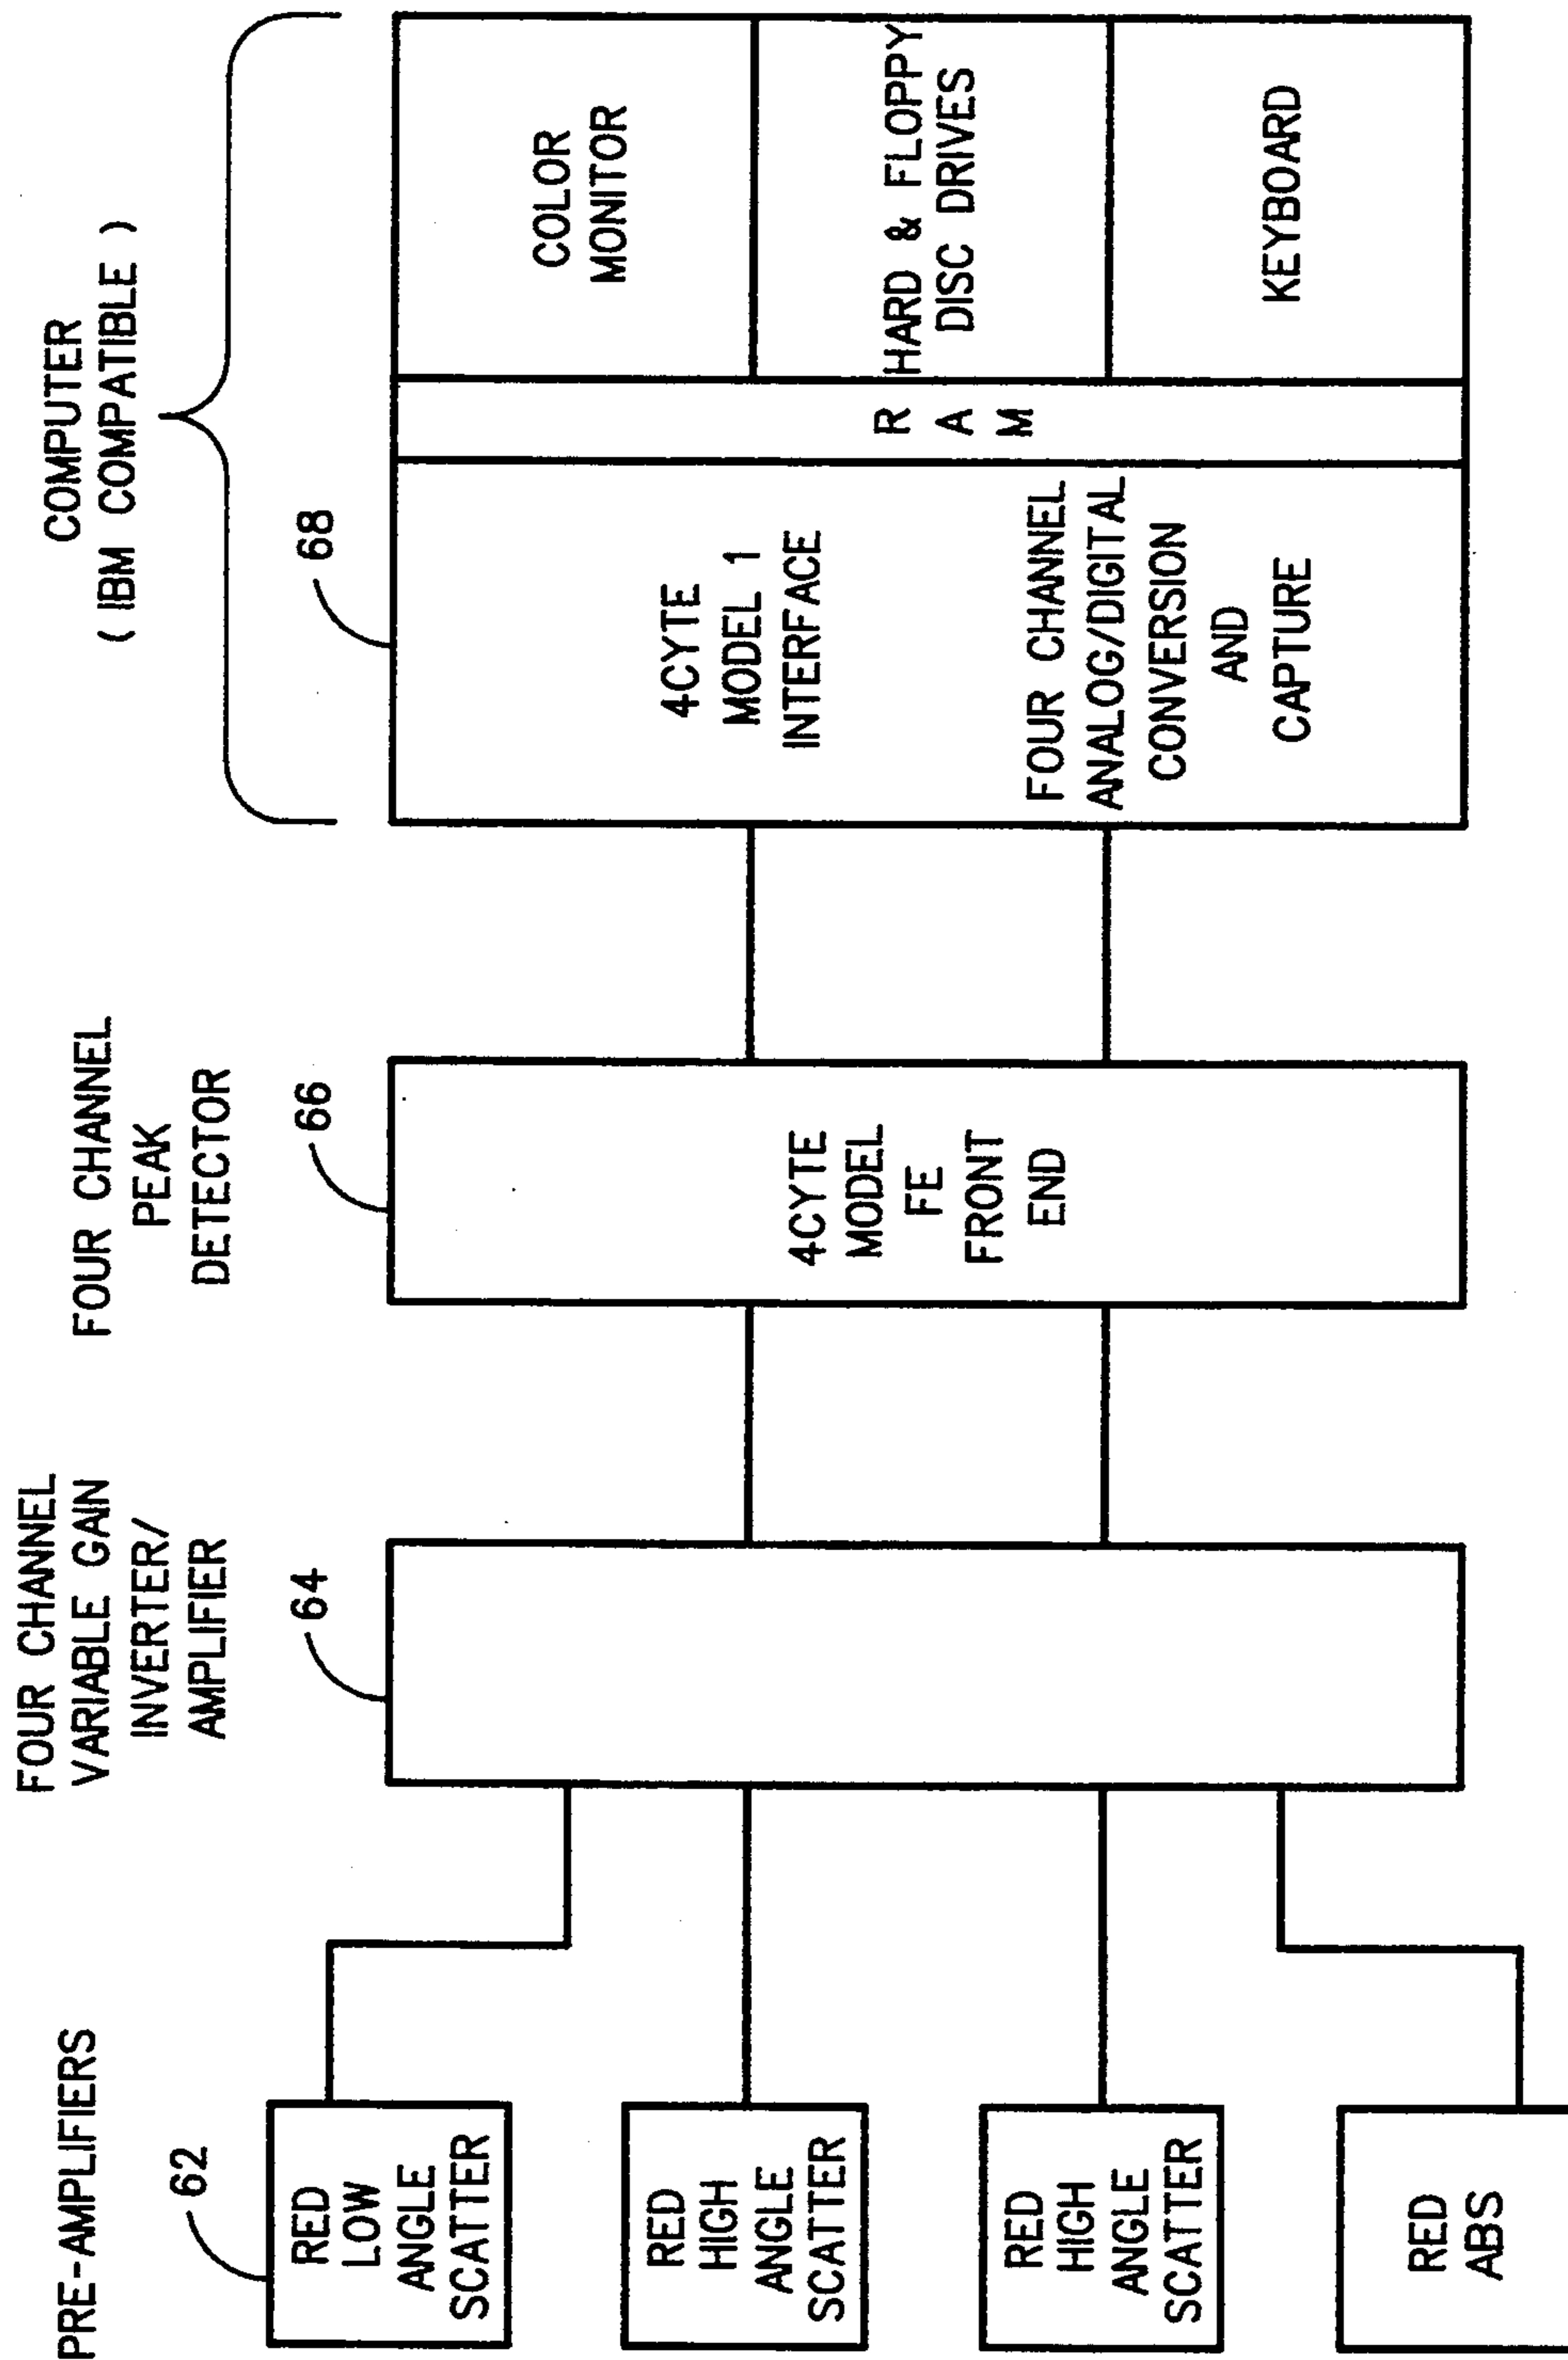 PRE-AMPLIFIERS
62
RED
LOW
ANGLE
SCATTER
RED
HIGH
ANGLE
SCATTER
RED
HIGH
ANGLE
SCATTER
RED
ABS
FOUR CHANNEL
VARIABLE GAIN
INVERTER/
AMPLIFIER
64
FOUR CHANNEL
PEAK
DETECTOR
66
4CYTE
MODEL
FE
FRONT
END
COMPUTER
( IBM COMPATIBLE )
68
4CYTE
MODEL 1
INTERFACE
FOUR CHANNEL
ANALOG/DIGITAL
CONVERSION
AND
CAPTURE
R
A
M
COLOR
MONITOR
HARD & FLOPPY
DISC DRIVES
KEYBOARD